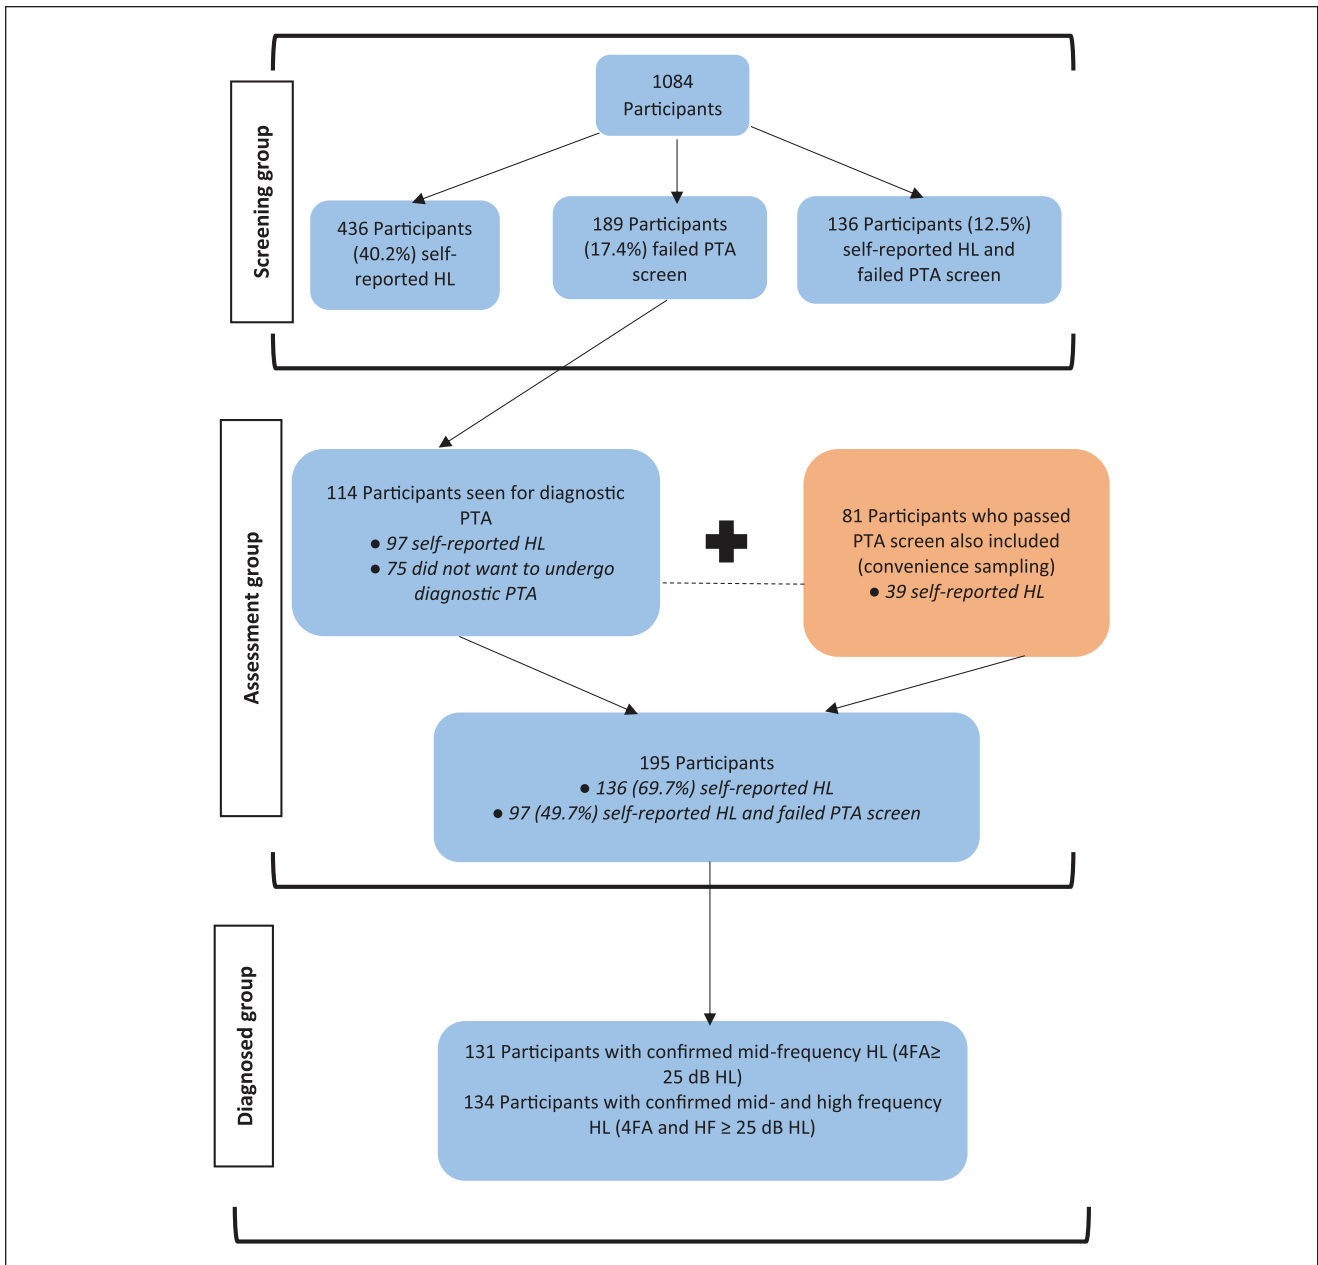 Screening group
1084
Participants
436 Participants
(40.2%) self-
reported HL
189 Participants
(17.4%) failed PTA
screen
136 Participants (12.5%)
self-reported HL and
failed PTA screen
Assessment group
114 Participants seen for diagnostic
PTA
● 97 self-reported HL
● 75 did not want to undergo
diagnostic PTA
81 Participants who passed
PTA screen also included
(convenience sampling)
● 39 self-reported HL
195 Participants
● 136 (69.7%) self-reported HL
● 97 (49.7%) self-reported HL and failed PTA screen
Diagnosed group
131 Participants with confirmed mid-frequency HL (4FA≥
25 dB HL)
134 Participants with confirmed mid- and high frequency
HL (4FA and HF ≥ 25 dB HL)